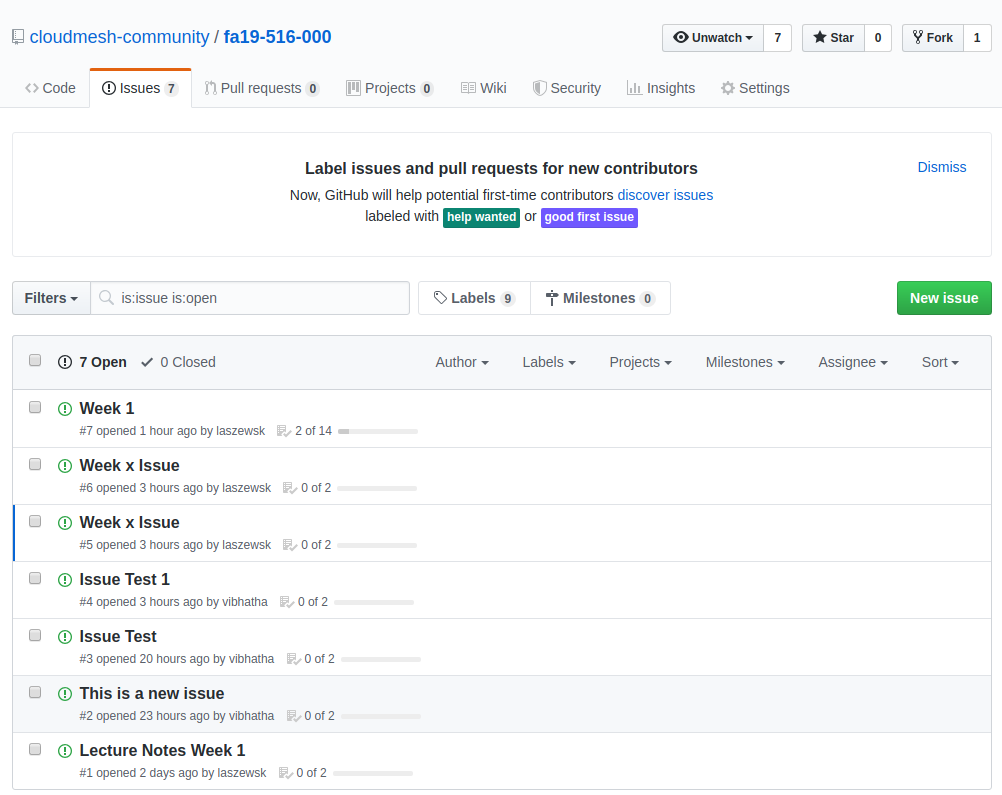 cloudmesh-community / fa19-516-000
Unwatch 7 Star 0 Fork 1
Code Issues 7 Pull requests 0 Projects 0 Wiki Security Insights Settings
Label issues and pull requests for new contributors
Dismiss
Now, GitHub will help potential first-time contributors discover issues
labeled with help wanted or good first issue
Filters is:issue is:open Labels 9 Milestones 0 New issue
7 Open 0 Closed Author Labels Projects Milestones Assignee Sort
Week 1
#7 opened 1 hour ago by laszewsk 2 of 14
Week x Issue
#6 opened 3 hours ago by laszewsk 0 of 2
Week x Issue
#5 opened 3 hours ago by laszewsk 0 of 2
Issue Test 1
#4 opened 3 hours ago by vibhatha 0 of 2
Issue Test
#3 opened 20 hours ago by vibhatha 0 of 2
This is a new issue
#2 opened 23 hours ago by vibhatha 0 of 2
Lecture Notes Week 1
#1 opened 2 days ago by laszewsk 0 of 2